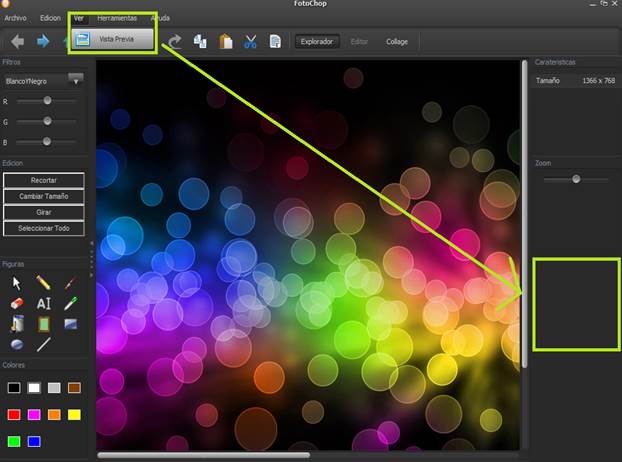 FotoChop
Archivo Edicion Ver Herramientas Ayuda
Vista Previa
Explorador Editor Collage
Filtros
BlancoYNegro
R
G
B
Edicion
Recortar
Cambiar Tamaño
Girar
Seleccionar Todo
Figuras
A
Colores
Carateristicas
Tamaño 1366 x 768
Zoom